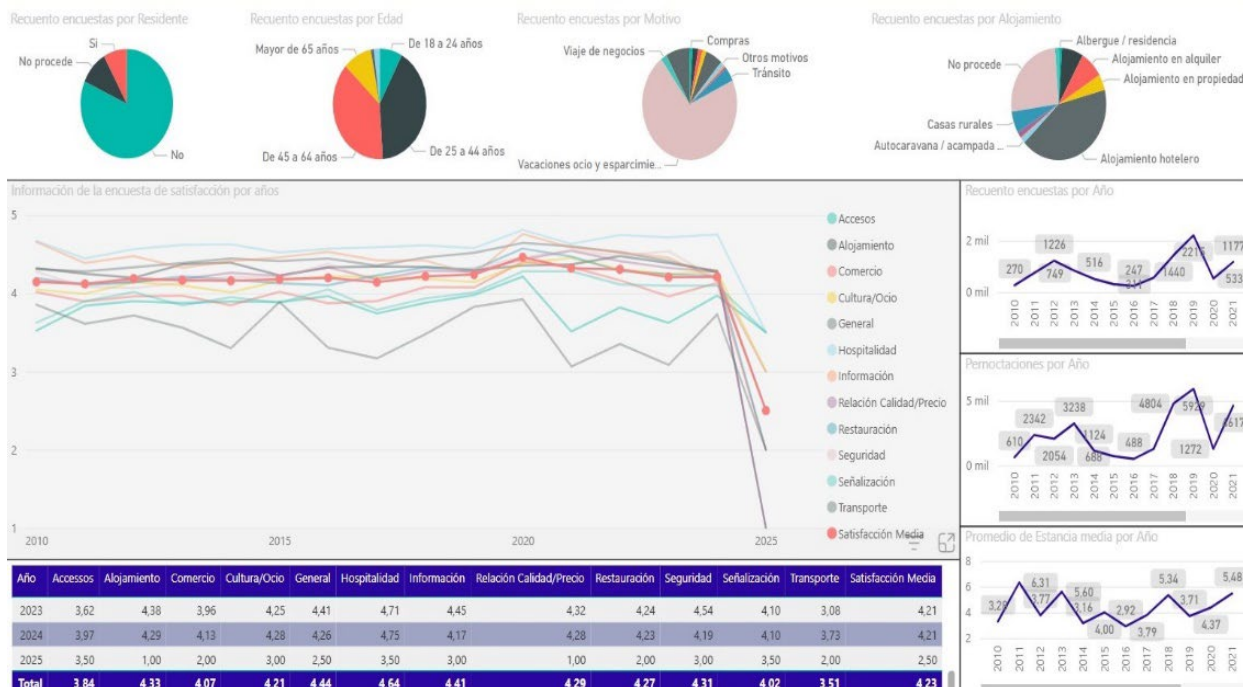 Recuento encuestas por Residente
Si
No procede
No
Recuento encuestas por Edad
Mayor de 65 años
De 18 a 24 años
De 45 a 64 años
De 25 a 44 años
Recuento encuestas por Motivo
Compras
Viaje de negocios
Otros motivos
Tránsito
Vacaciones ocio y esparcimie...
Recuento encuestas por Alojamiento
Albergue / residencia
No procede
Alojamiento en alquiler
Alojamiento en propiedad
Casas rurales
Autocaravana / acampada ...
Alojamiento hotelero
Información de la encuesta de satisfacción por años
5
4
3
2
1
2010
2015
2020
2025
Accesos
Alojamiento
Comercio
Cultura/Ocio
General
Hospitalidad
Información
Relación Calidad/Precio
Restauración
Seguridad
Señalización
Transporte
Satisfacción Media
Recuento encuestas por Año
2 mil
0 mil
270
1226
749
516
247
311
1440
2215
1177
533
2010 2011 2012 2013 2014 2015 2016 2017 2018 2019 2020 2021
Pernoctaciones por Año
5 mil
0 mil
610
2342
2054
3238
1124
688
488
4804
5929
1272
4617
2010 2011 2012 2013 2014 2015 2016 2017 2018 2019 2020 2021
Promedio de Estancia media por Año
8
6
4
2
3.28
6.31
3.77
5.60
3.16
4.00
2.92
3.79
5.34
3.71
4.37
5.48
2010 2011 2012 2013 2014 2015 2016 2017 2018 2019 2020 2021
Año Accesos Alojamiento Comercio Cultura/Ocio General Hospitalidad Información Relación Calidad/Precio Restauración Seguridad Señalización Transporte Satisfacción Media
2023 3,62 4,38 3,96 4,25 4,41 4,71 4,45 4,32 4,24 4,54 4,10 3,08 4,21
2024 3,97 4,29 4,13 4,28 4,26 4,75 4,17 4,28 4,23 4,19 4,10 3,73 4,21
2025 3,50 1,00 2,00 3,00 2,50 3,50 3,00 1,00 2,00 3,00 3,50 2,00 2,50
Total 3,84 4,33 4,07 4,21 4,44 4,64 4,41 4,29 4,27 4,31 4,02 3,51 4,23